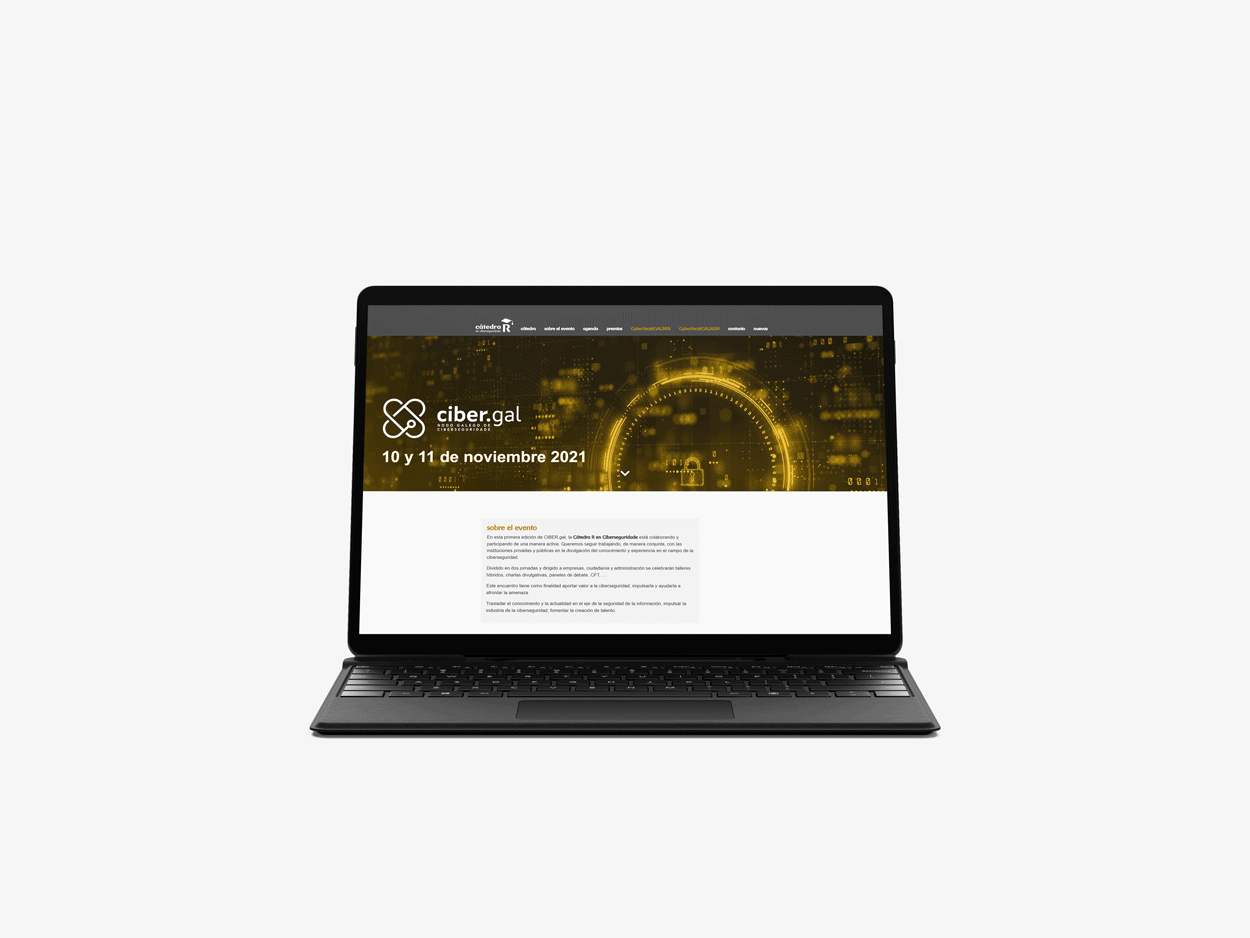 cátedra R
en ciberseguridade
cátedra sobre el evento agenda premios CyberSecIGAL2019 CyberSecIGAL2020 contacto nuevas
ciber.gal
NODO GALEGO DE
CIBERSEGURIDADE
10 y 11 de noviembre 2021
sobre el evento
En esta primera edición de CIBER.gal, la Cátedra R en Ciberseguridade está colaborando y
participando de una manera activa. Queremos seguir trabajando, de manera conjunta, con las
instituciones privadas y públicas en la divulgación del conocimiento y experiencia en el campo de la
ciberseguridad.
Dividido en dos jornadas y dirigido a empresas, ciudadanía y administración se celebrarán talleres
híbridos, charlas divulgativas, paneles de debate, CFT, ...
Este encuentro tiene como finalidad aportar valor a la ciberseguridad, impulsarla y ayudarla a
afrontar la amenaza.
Trasladar el conocimiento y la actualidad en el eje de la seguridad de la información, impulsar la
industria de la ciberseguridad, fomentar la creación de talento.